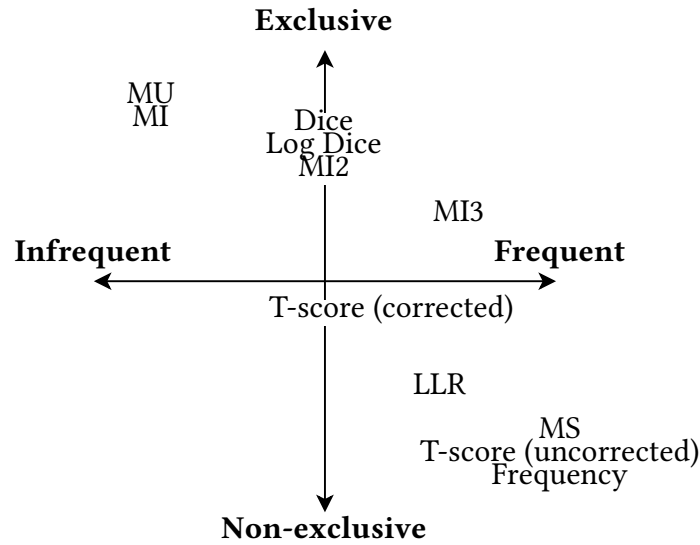 Exclusive
MU
MI
Dice
Log Dice
MI2
MI3
Infrequent
Frequent
T-score (corrected)
LLR
MS
T-score (uncorrected)
Frequency
Non-exclusive